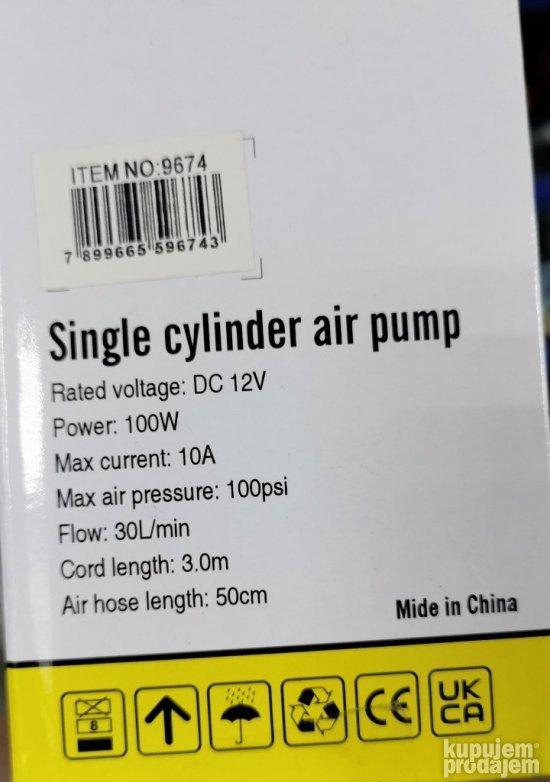 ITEM NO:9674
7 899665 596743
Single cylinder air pump
Rated voltage: DC 12V
Power: 100W
Max current: 10A
Max air pressure: 100psi
Flow: 30L/min
Cord length: 3.0m
Air hose length: 50cm
Mide in China
8
CE
UK
CA
kupujem
prodajem